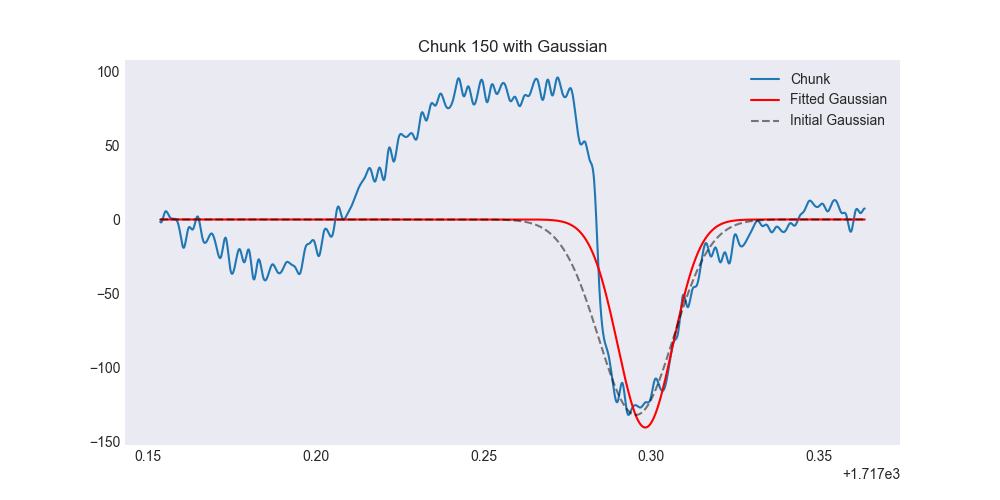 Chunk 150 with Gaussian
Chunk
Fitted Gaussian
Initial Gaussian
100
50
0
−50
−100
−150
0.15 0.20 0.25 0.30 0.35
+1.717e3